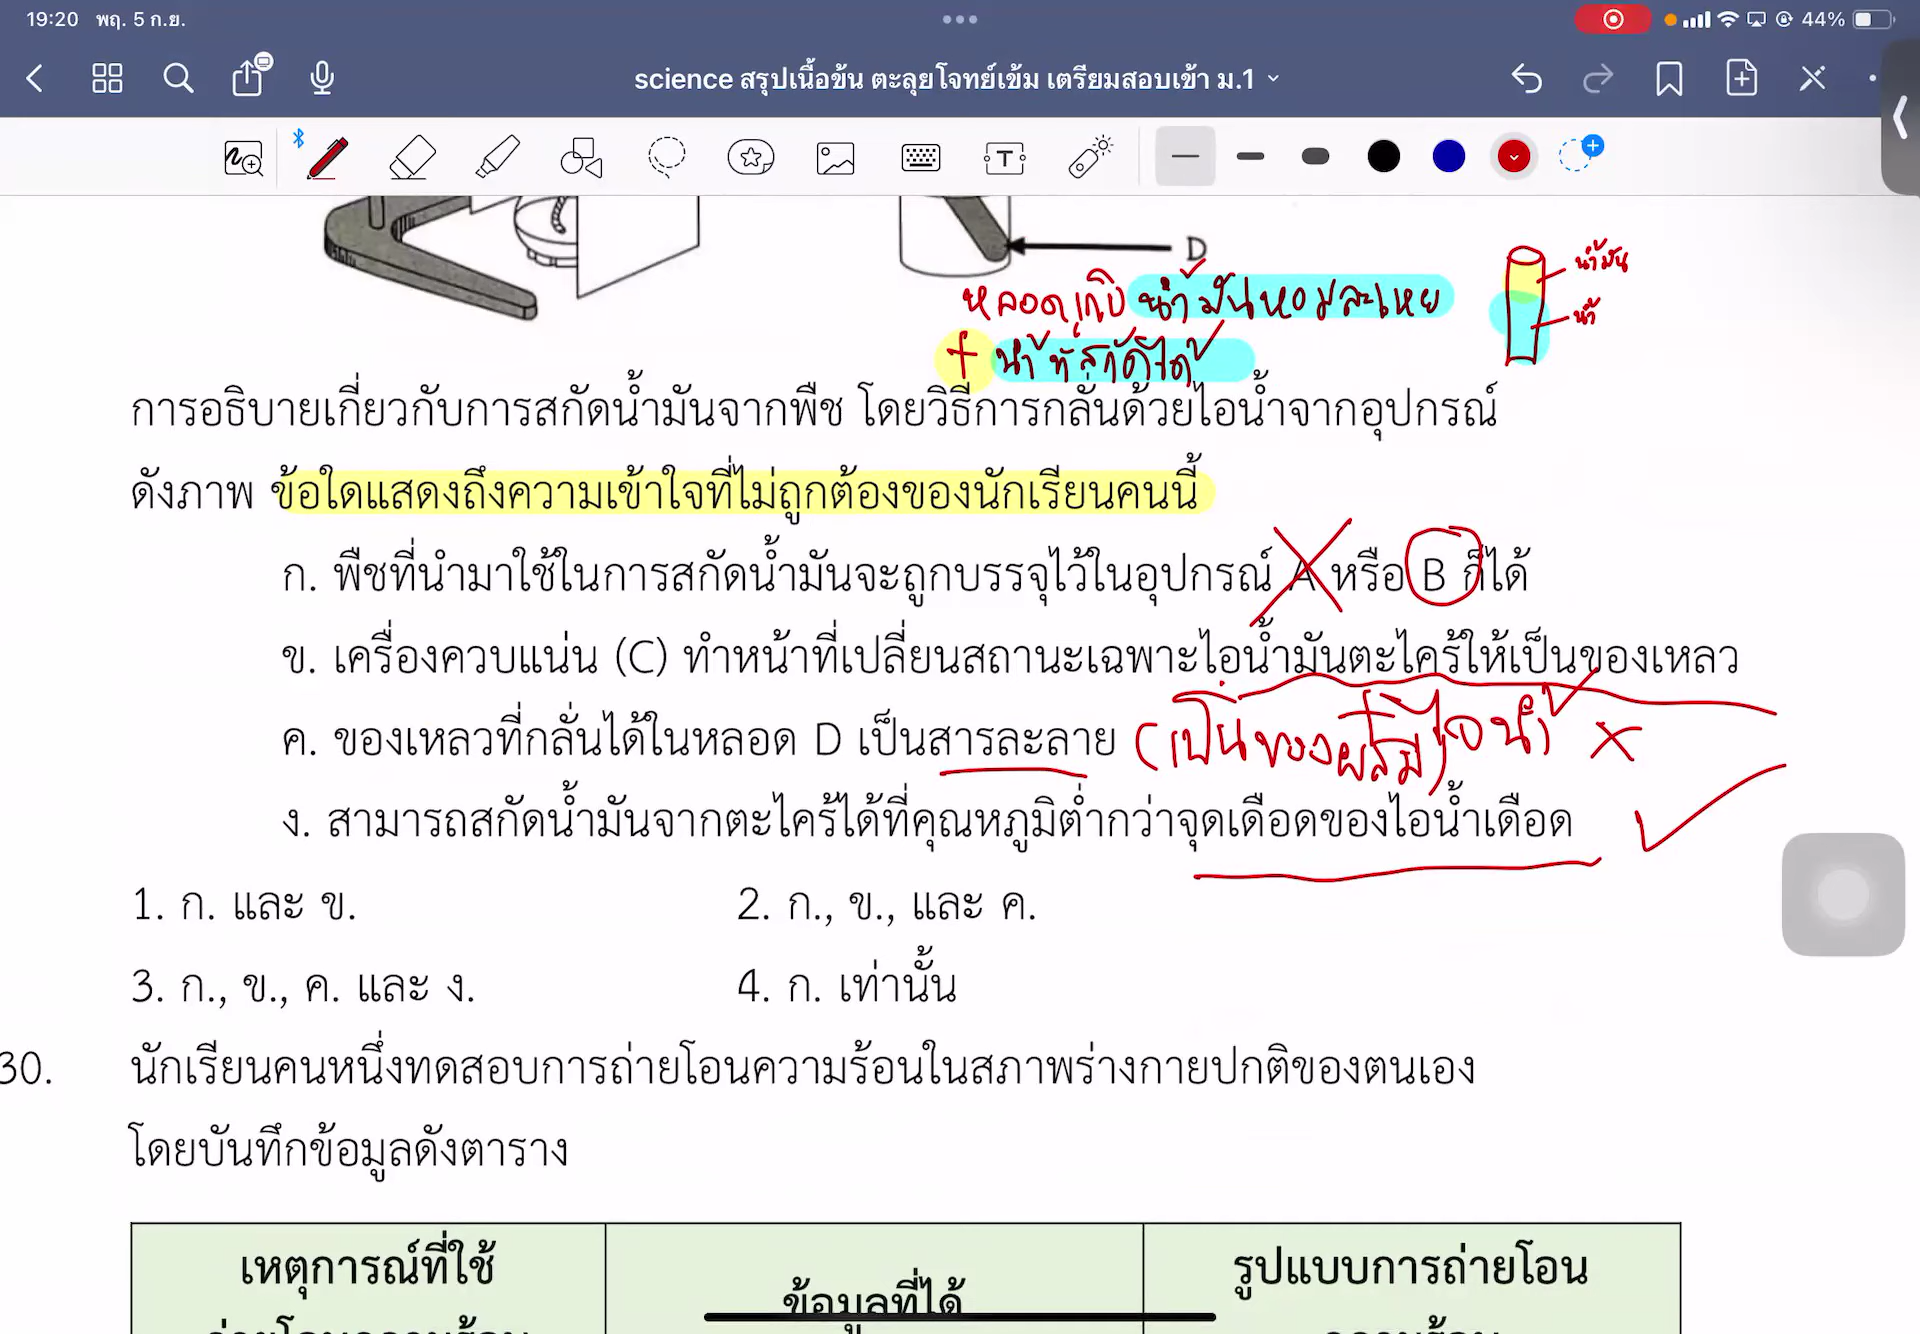 19:20 พฤ. 5 ก.ย.
44%
science สรุปเนื้อข้น ตะลุยโจทย์เข้ม เตรียมสอบเข้า ม.1
D
น้ำมัน
น้ำ
หลอดเก็บ น้ำมันหอมละเหย
+ น้ำที่สกัดได้
การอธิบายเกี่ยวกับการสกัดน้ำมันจากพืช โดยวิธีการกลั่นด้วยไอน้ำจากอุปกรณ์
ดังภาพ ข้อใดแสดงถึงความเข้าใจที่ไม่ถูกต้องของนักเรียนคนนี้
ก. พืชที่นำมาใช้ในการสกัดน้ำมันจะถูกบรรจุไว้ในอุปกรณ์ A หรือ B ก็ได้
ข. เครื่องควบแน่น (C) ทำหน้าที่เปลี่ยนสถานะเฉพาะไอน้ำมันตะไคร้ให้เป็นของเหลว
ค. ของเหลวที่กลั่นได้ในหลอด D เป็นสารละลาย (เป็นของผสม) ไอน้ำ
ง. สามารถสกัดน้ำมันจากตะไคร้ได้ที่คุณหภูมิต่ำกว่าจุดเดือดของไอน้ำเดือด
1. ก. และ ข. 2. ก., ข., และ ค.
3. ก., ข., ค. และ ง. 4. ก. เท่านั้น
30. นักเรียนคนหนึ่งทดสอบการถ่ายโอนความร้อนในสภาพร่างกายปกติของตนเอง
โดยบันทึกข้อมูลดังตาราง
เหตุการณ์ที่ใช้
ข้อมูลที่ได้
รูปแบบการถ่ายโอน